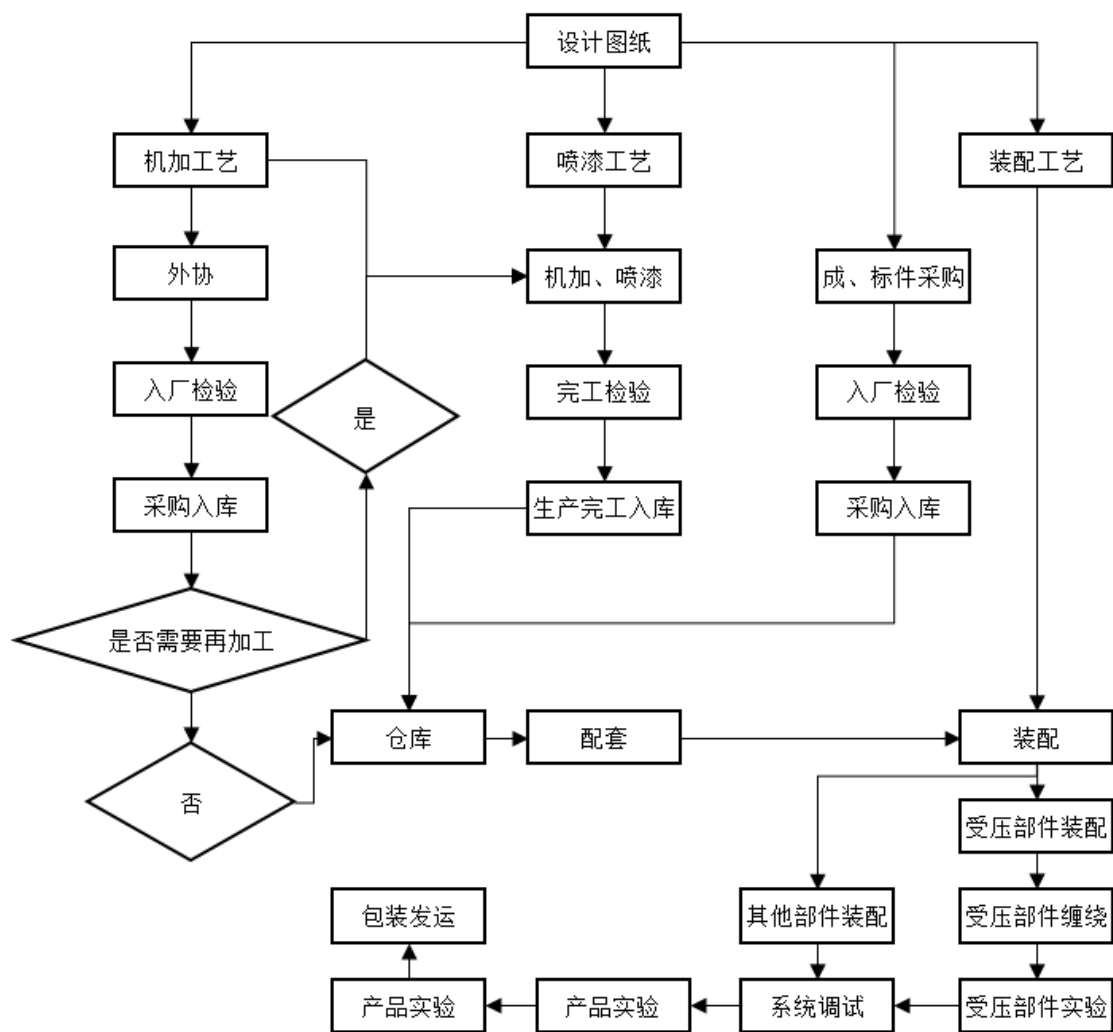 设计图纸
机加工艺
喷漆工艺
装配工艺
外协
机加、喷漆
成、标件采购
入厂检验
是
完工检验
入厂检验
采购入库
生产完工入库
采购入库
是否需要再加工
仓库
配套
装配
否
受压部件装配
包装发运
其他部件装配
受压部件缠绕
产品实验
产品实验
系统调试
受压部件实验